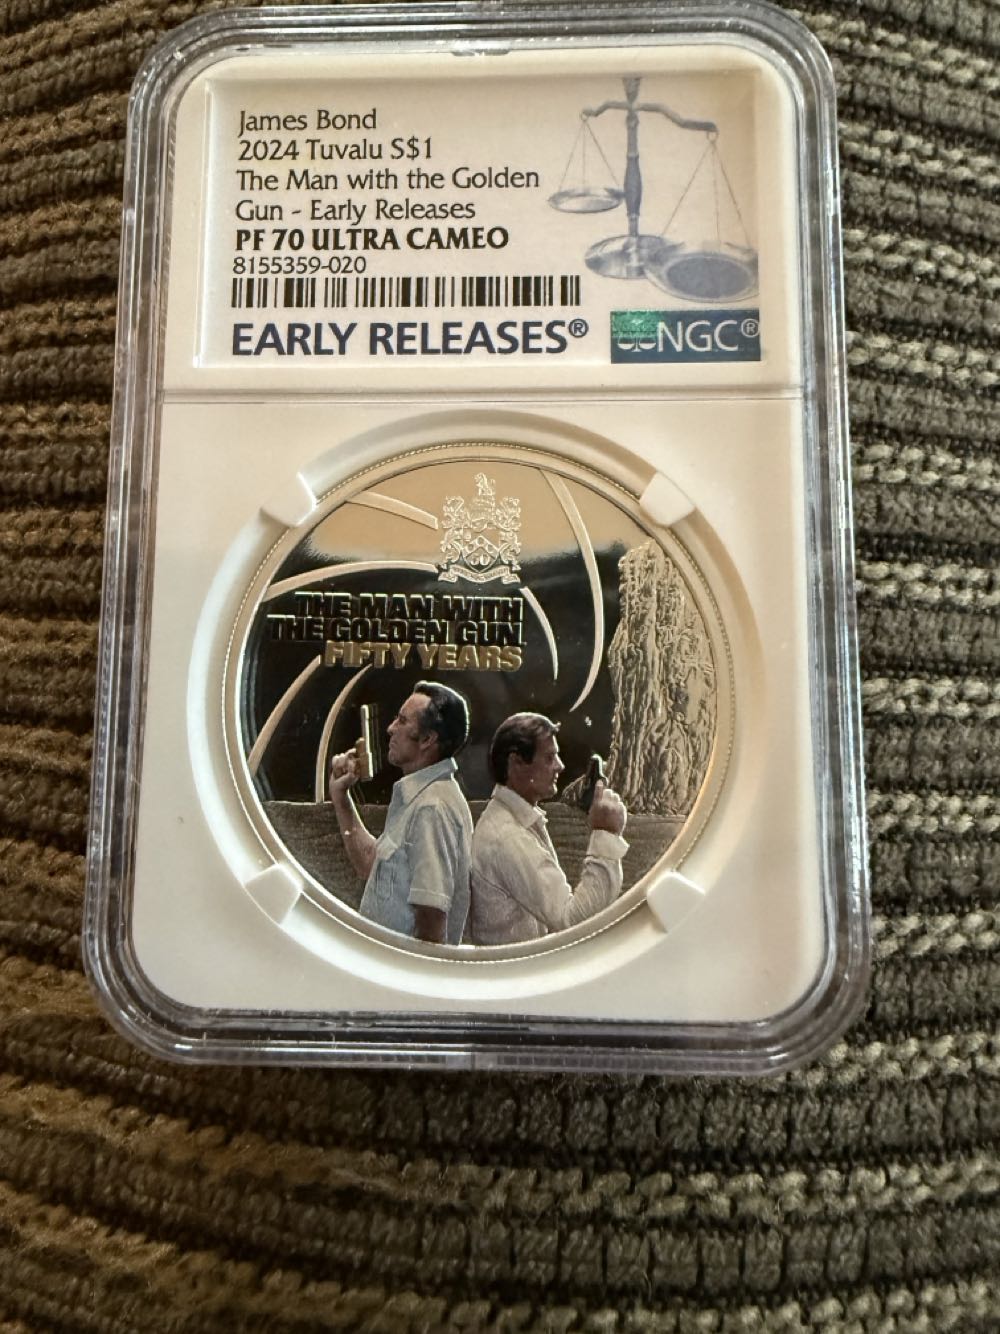 James Bond
2024 Tuvalu S$1
The Man with the Golden
Gun - Early Releases
PF 70 ULTRA CAMEO
8155359-020
EARLY RELEASES®
NGC®
THE MAN WITH
THE GOLDEN GUN
FIFTY YEARS